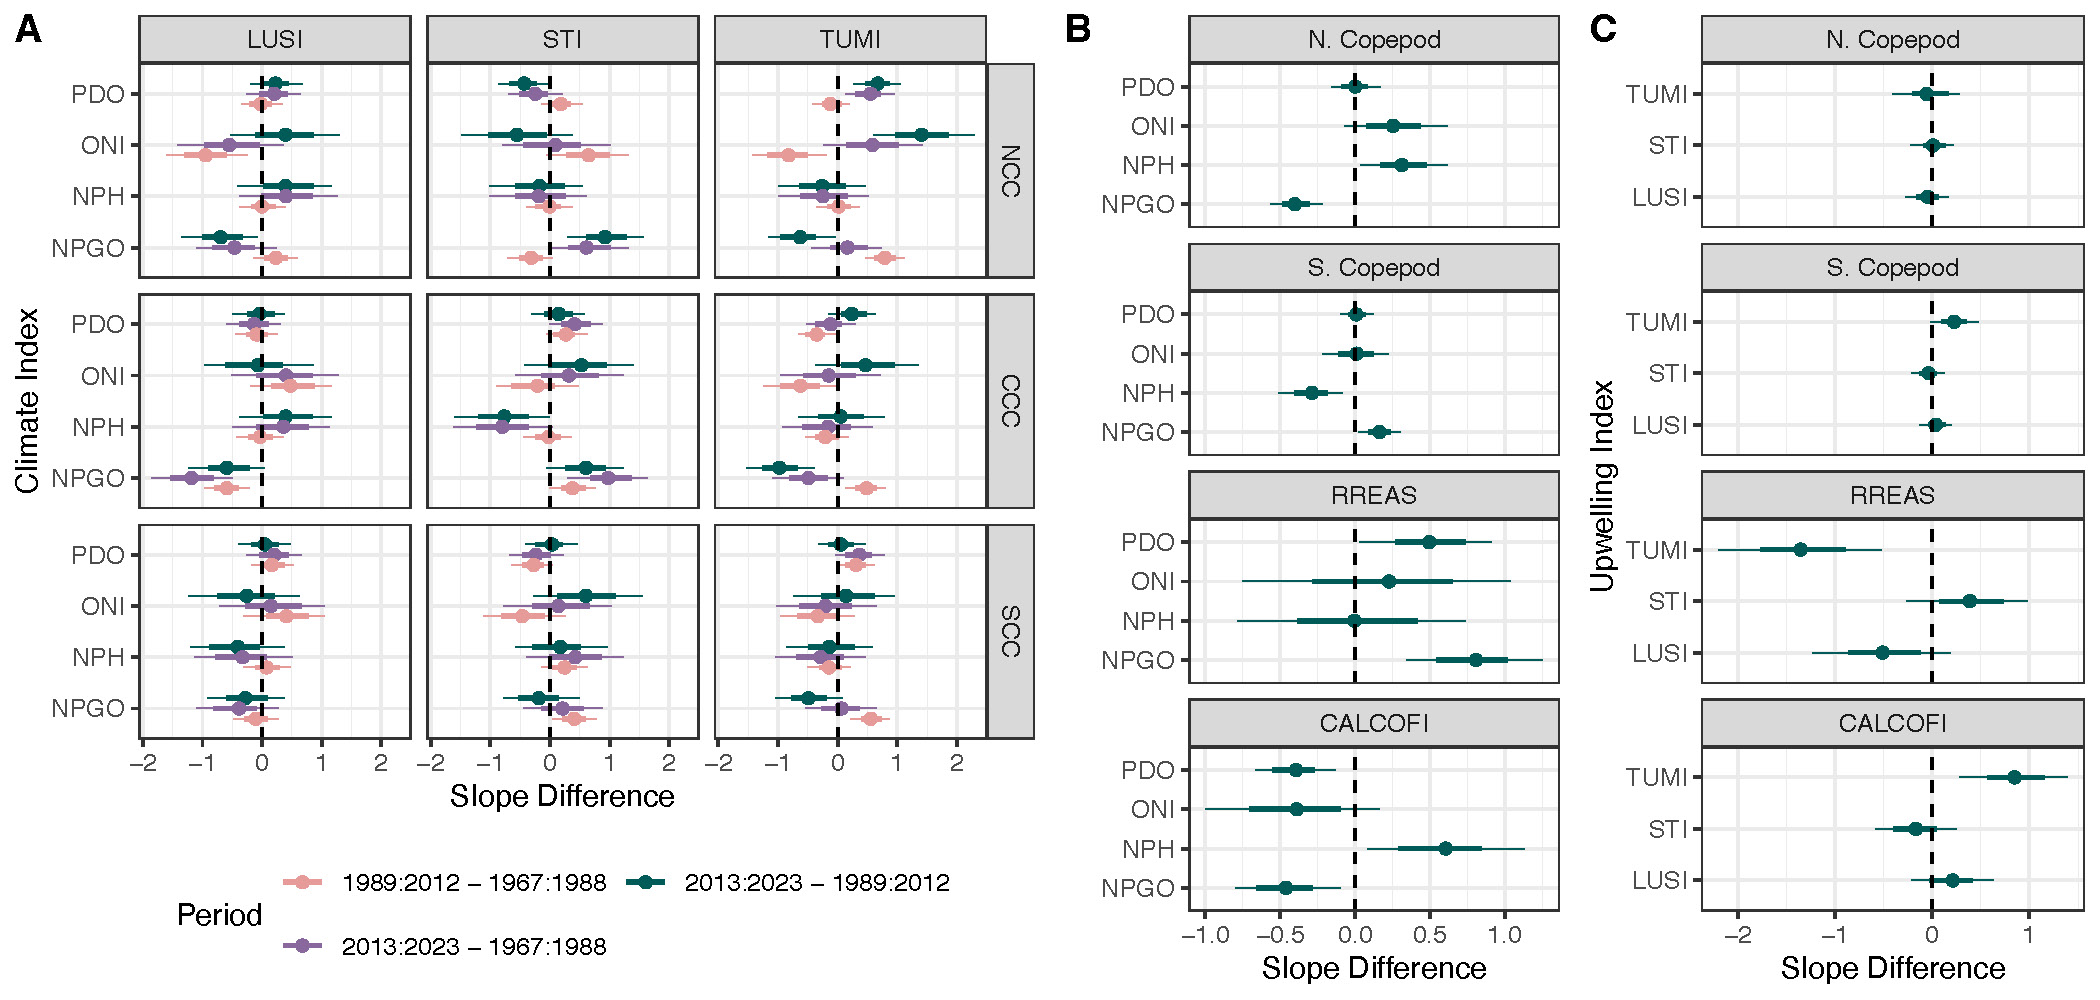 A
LUSI
STI
TUMI
Climate Index
PDO
ONI
NPH
NPGO
NCC
PDO
ONI
NPH
NPGO
CCC
PDO
ONI
NPH
NPGO
SCC
−2 −1 0 1 2
−2 −1 0 1 2
−2 −1 0 1 2
Slope Difference
Period
1989:2012 − 1967:1988
2013:2023 − 1989:2012
2013:2023 − 1967:1988
B
N. Copepod
PDO
ONI
NPH
NPGO
S. Copepod
PDO
ONI
NPH
NPGO
RREAS
PDO
ONI
NPH
NPGO
CALCOFI
PDO
ONI
NPH
NPGO
−1.0 −0.5 0.0 0.5 1.0
Slope Difference
C
Upwelling Index
N. Copepod
TUMI
STI
LUSI
S. Copepod
TUMI
STI
LUSI
RREAS
TUMI
STI
LUSI
CALCOFI
TUMI
STI
LUSI
−2 −1 0 1
Slope Difference